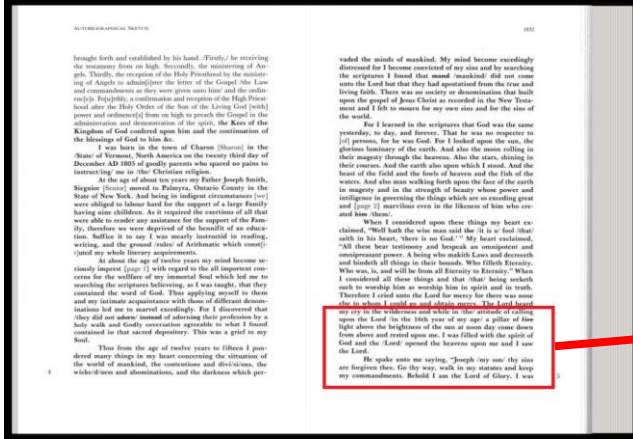 AUTOBIOGRAPHICAL SKETCH
brought forth and established by his hand. /Firstly,/ he receiving
the testamony from on high. Secondly, the ministering of An-
gels. Thirdly, the reception of the Holy Priesthood by the ministe-
ing of Angels to admin[i]ster the letter of the Gospel /the Law
and commandments as they were given unto him/ and the ordin-
enc[e]s. Fo[u]rthly, a confirmation and reception of the High Priest-
hood after the Holy Order of the Son of the Living God [with]
power and ordinence[s] from on high to preach the Gospel in the
administration and demonstration of the spirit, the Kees of the
Kingdom of God confered upon him and the continuation of
the blessings of God to him &c.
I was born in the town of Charon [Sharon] in the
/State/ of Vermont, North America on the twenty third day of
December AD 1805 of goodly parents who spared no pains to
instruct/ing/ me in /the/ Christian religion.
At the age of about ten years my Father Joseph Smith,
Siegnior [Senior] moved to Palmyra, Ontario County in the
State of New York. And being in indigent circumstances [we]
were obliged to labour hard for the support of a large Family
having nine children. As it required the exertions of all that
were able to render any assistance for the support of the Fam-
ily, therefore we were deprived of the bennifit of an educa-
tion. Suffice it to say I was mearly instructid in reading,
writing, and the ground /rules/ of Arithmatic which const[i-
t]uted my whole literary acquirements.
At about the age of twelve years my mind become se-
riously imprest [page 1] with regard to the all important con-
cerns for the wellfare of my immortal Soul which led me to
searching the scriptures believeing, as I was taught, that they
contained the word of God. Thus applying myself to them
and my intimate acquaintance with those of differant denom-
inations led me to marvel excedingly. For I discovered that
/they did not adorn/ instead of adorning their profession by a
holy walk and Godly conversation agreeable to what I found
contained in that sacred depository. This was a grief to my
Soul.
Thus from the age of twelve years to fifteen I pon-
dered many things in my heart concerning the sittuation of
the world of mankind, the contentions and divi/si/ons, the
wicke/d/ness and abominations, and the darkness which per-
4
1832
vaded the minds of mankind. My mind become excedingly
distressed for I become convicted of my sins and by searching
the scriptures I found that mand /mankind/ did not come
unto the Lord but that they had apostatised from the true and
living faith. There was no society or denomination that built
upon the gospel of Jesus Christ as recorded in the New Testa-
ment and I felt to mourn for my own sins and for the sins of
the world.
For I learned in the scriptures that God was the same
yesterday, to day, and forever. That he was no respecter to
[of] persons, for he was God. For I looked upon the sun, the
glorious luminary of the earth. And also the moon rolling in
their magesty through the heavens. Also the stars, shining in
their courses. And the earth also upon which I stood. And the
beast of the field and the fowls of heaven and the fish of the
waters. And also man walking forth upon the face of the earth
in magesty and in the strength of beauty whose power and
intiligence in governing the things which are so exceding great
and [page 2] marvilous even in the likeness of him who cre-
ated him /them/.
When I considered upon these things my heart ex-
claimed, "Well hath the wise man said the /it is a/ fool /that/
saith in his heart, 'there is no God.' " My heart exclaimed,
"All these bear testimony and bespeak an omnipotent and
omnipreasant power. A being who makith Laws and decreeeth
and bindeth all things in their bounds. Who filleth Eternity.
Who was, is, and will be from all Eternity to Eternity." When
I considered all these things and that /that/ being seeketh
such to worship him as worship him in spirit and in truth.
Therefore I cried unto the Lord for mercy for there was none
else to whom I could go and obtain mercy. The Lord heard
my cry in the wilderness and while in /the/ attitude of calling
upon the Lord /in the 16th year of my age/ a pillar of fire
light above the brightness of the sun at noon day come down
from above and rested upon me. I was filled with the spirit of
God and the /Lord/ opened the heavens upon me and I saw
the Lord.
He spake unto me saying, "Joseph /my son/ thy sins
are forgiven thee. Go thy way, walk in my statutes and keep
my commandments. Behold I am the Lord of Glory. I was
5